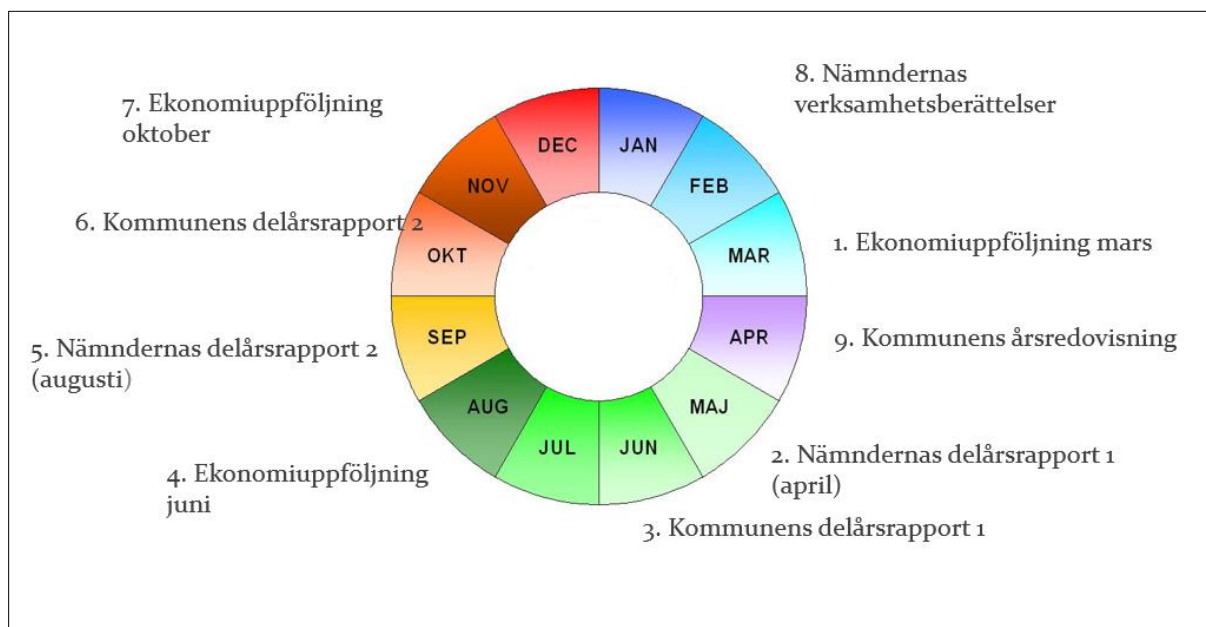 8. Nämndernas
verksamhetsberättelser
7. Ekonomiuppföljning
oktober
DEC
JAN
NOV
FEB
6. Kommunens delårsrapport 2
OKT
MAR
1. Ekonomiuppföljning mars
SEP
APR
9. Kommunens årsredovisning
5. Nämndernas delårsrapport 2
(augusti)
AUG
MAJ
JUL
JUN
4. Ekonomiuppföljning
juni
2. Nämndernas delårsrapport 1
(april)
3. Kommunens delårsrapport 1